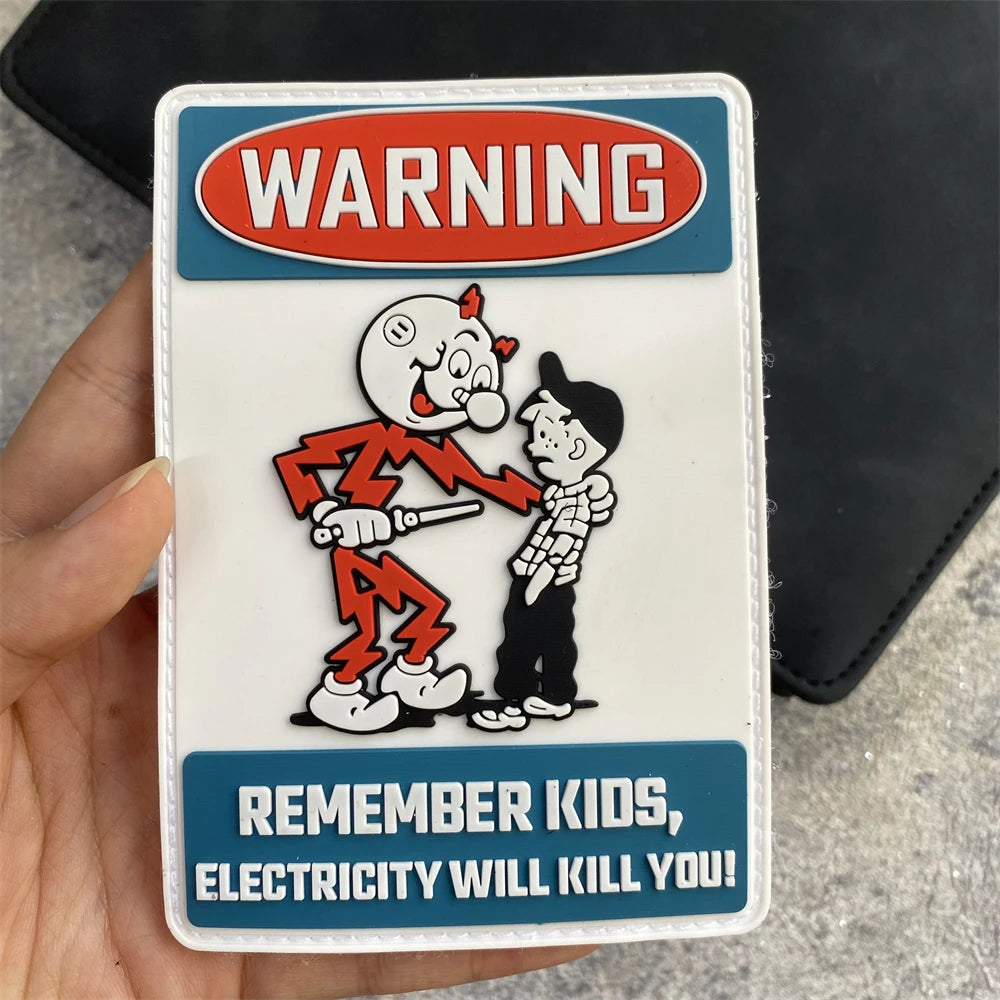 WARNING
REMEMBER KIDS,
ELECTRICITY WILL KILL YOU!